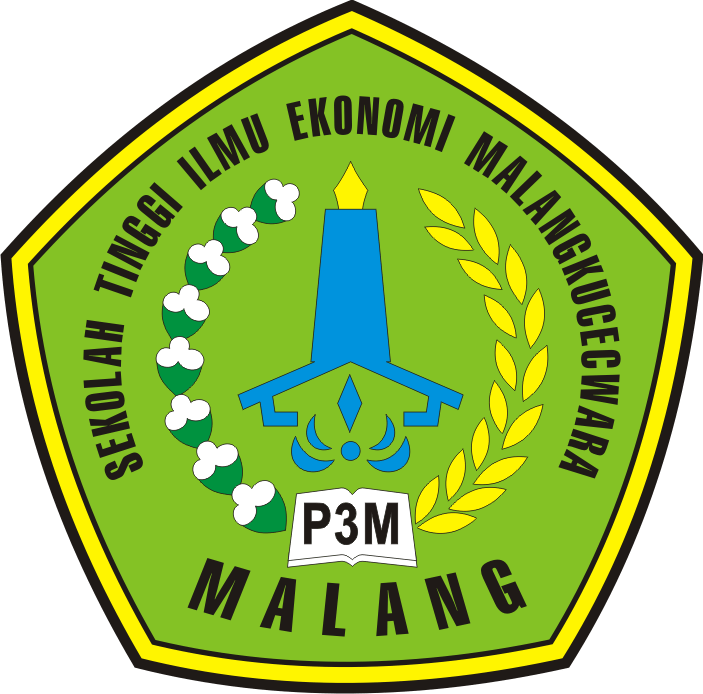 SEKOLAH TINGGI ILMU EKONOMI MALANGKUCECWARA
P3M
MALANG